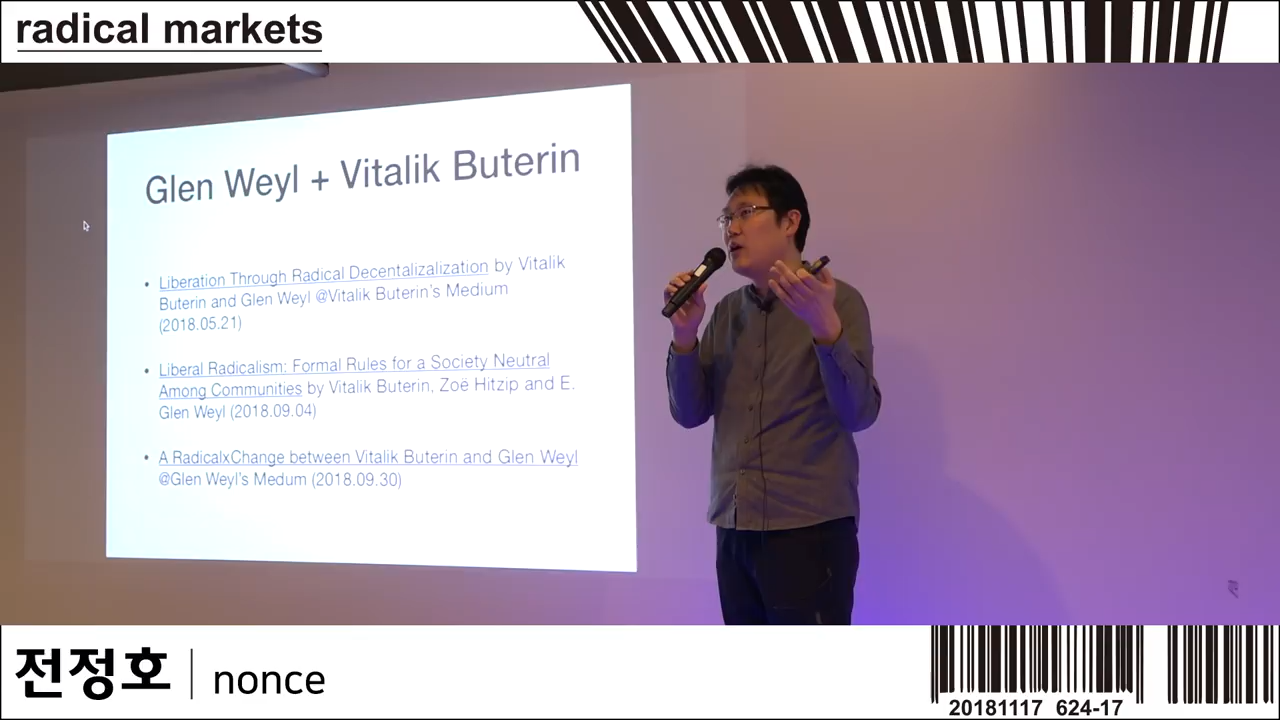 radical markets
Glen Weyl + Vitalik Buterin
• Liberation Through Radical Decentalizalization by Vitalik
Buterin and Glen Weyl @Vitalik Buterin's Medium
(2018.05.21)
• Liberal Radicalism: Formal Rules for a Society Neutral
Among Communities by Vitalik Buterin, Zoë Hitzip and E.
Glen Weyl (2018.09.04)
• A RadicalxChange between Vitalik Buterin and Glen Weyl
@Glen Weyl's Medum (2018.09.30)
전정호 | nonce
20181117 624-17